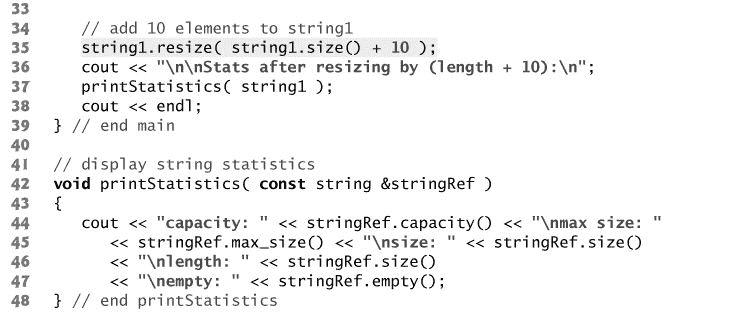 33
34 // add 10 elements to string1
35 string1.resize( string1.size() + 10 );
36 cout << "\n\nStats after resizing by (length + 10):\n";
37 printStatistics( string1 );
38 cout << endl;
39 } // end main
40
41 // display string statistics
42 void printStatistics( const string &stringRef )
43 {
44 cout << "capacity: " << stringRef.capacity() << "\nmax size: "
45 << stringRef.max_size() << "\nsize: " << stringRef.size()
46 << "\nlength: " << stringRef.size()
47 << "\nempty: " << stringRef.empty();
48 } // end printStatistics